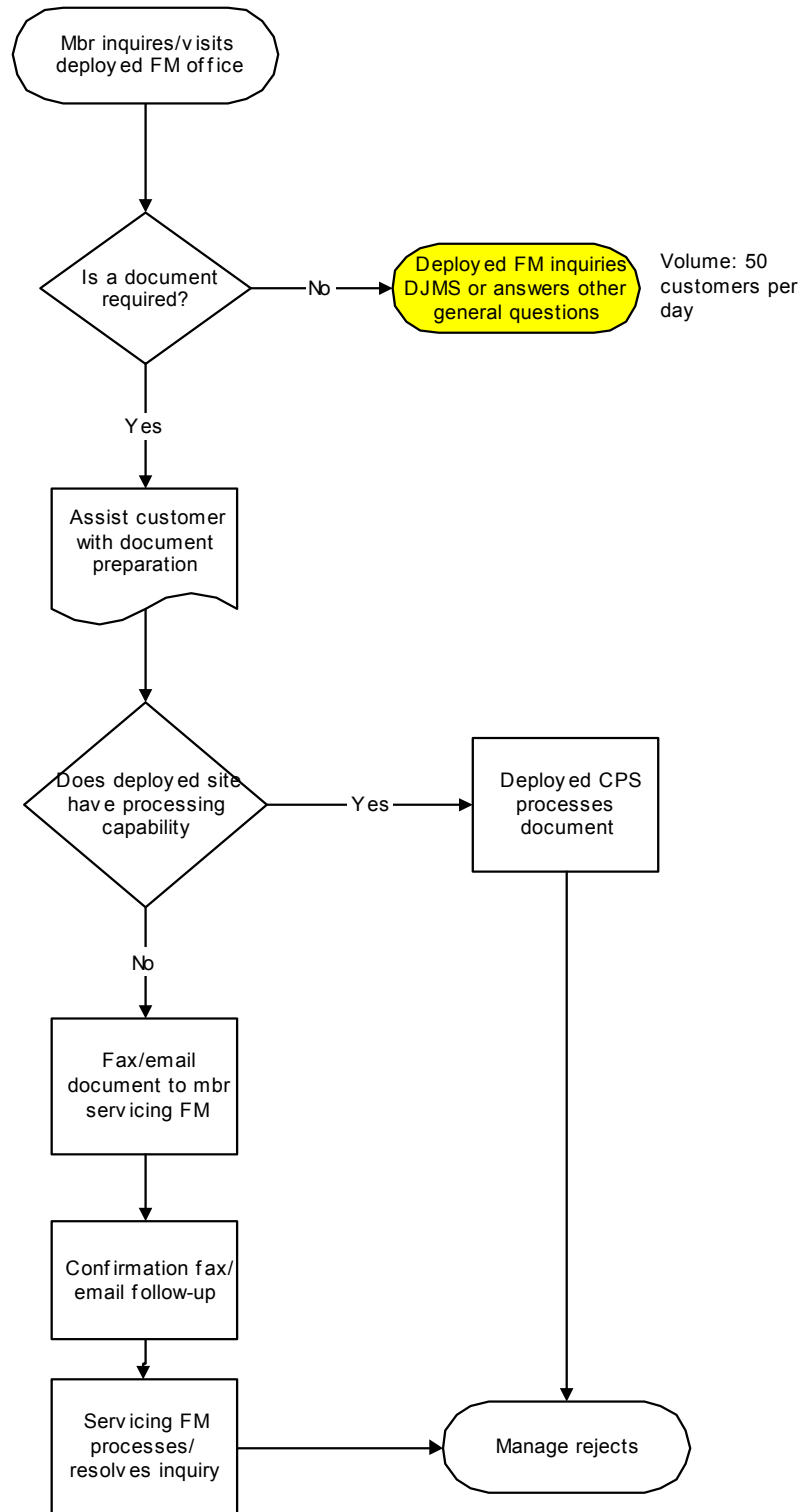 Mbr inquires/visits
deployed FM office
Is a document
required?
No
Deployed FM inquiries
DJMS or answers other
general questions
Volume: 50
customers per
day
Yes
Assist customer
with document
preparation
Does deployed site
have processing
capability
Yes
Deployed CPS
processes
document
No
Fax/email
document to mbr
servicing FM
Confirmation fax/
email follow-up
Servicing FM
processes/
resolves inquiry
Manage rejects